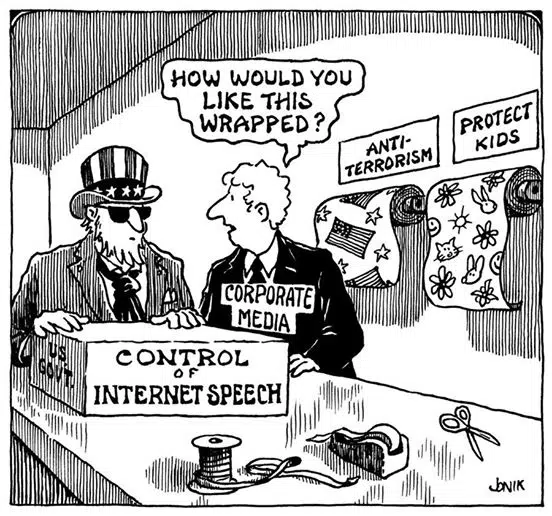 HOW WOULD YOU
LIKE THIS
WRAPPED?
ANTI-
TERRORISM
PROTECT
KIDS
CORPORATE
MEDIA
U.S.
GOVT.
CONTROL
OF
INTERNET SPEECH
JONIK